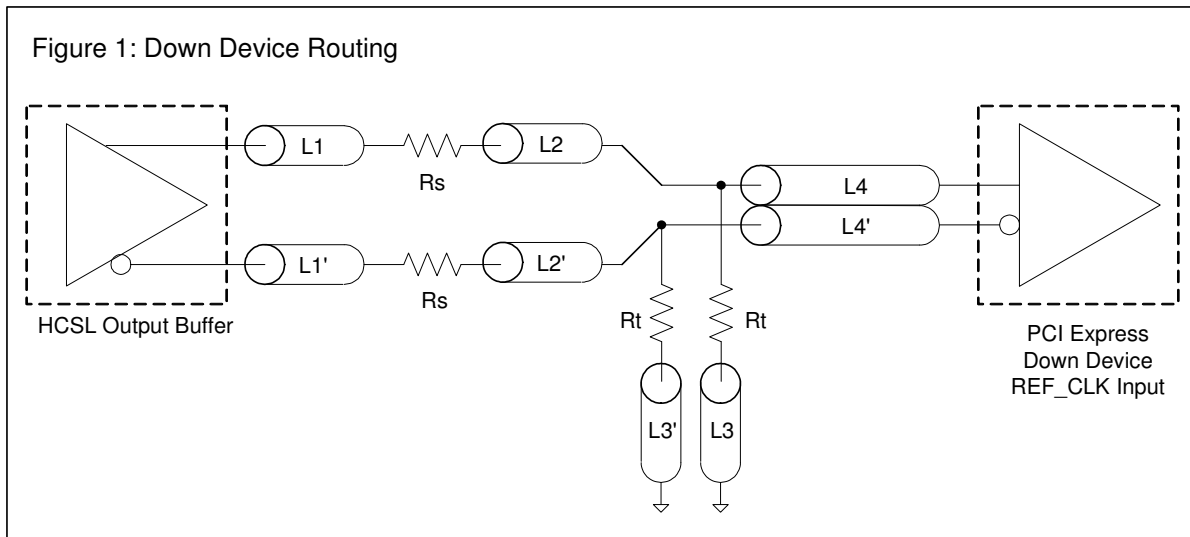 Figure 1: Down Device Routing
L1
Rs
L2
L4
L4'
L1'
Rs
L2'
HCSL Output Buffer
Rt
Rt
L3'
L3
PCI Express
Down Device
REF_CLK Input